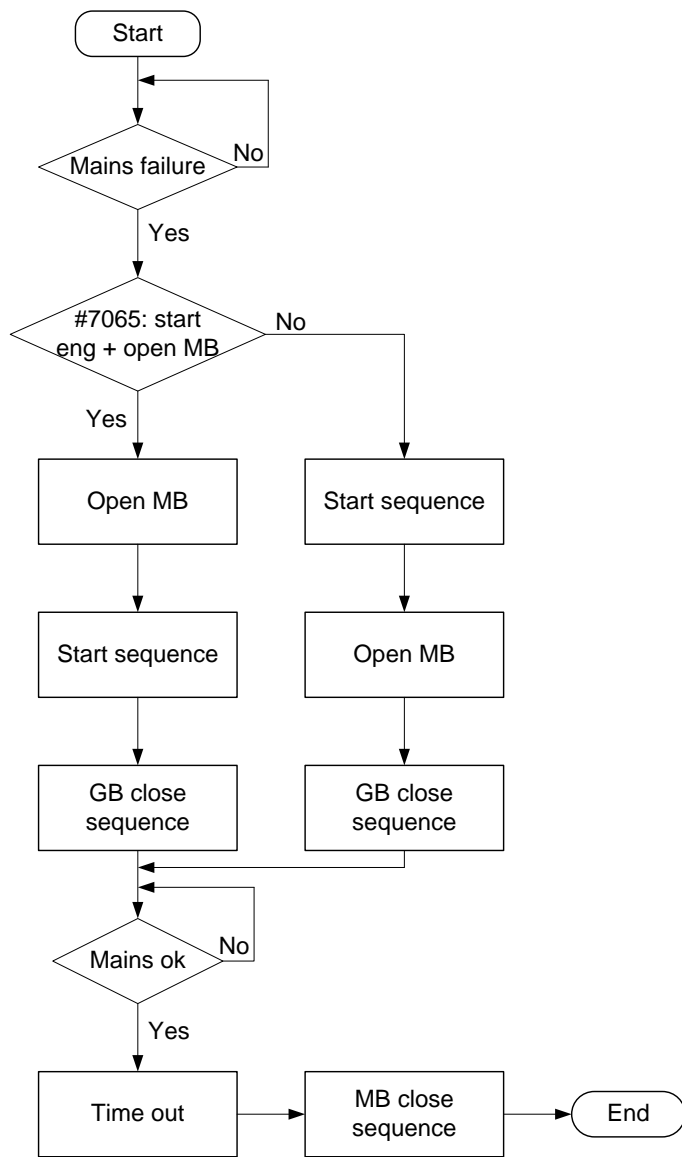 Start
Mains failure
No
Yes
#7065: start
eng + open MB
No
Yes
Open MB
Start sequence
Start sequence
Open MB
GB close
sequence
GB close
sequence
Mains ok
No
Yes
Time out
MB close
sequence
End